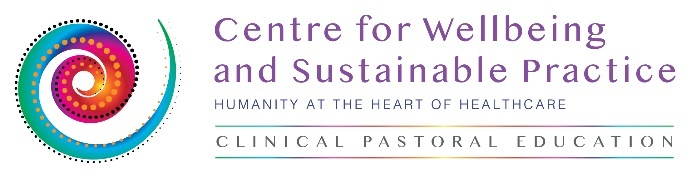 Centre for Wellbeing
and Sustainable Practice
HUMANITY AT THE HEART OF HEALTHCARE
CLINICAL PASTORAL EDUCATION